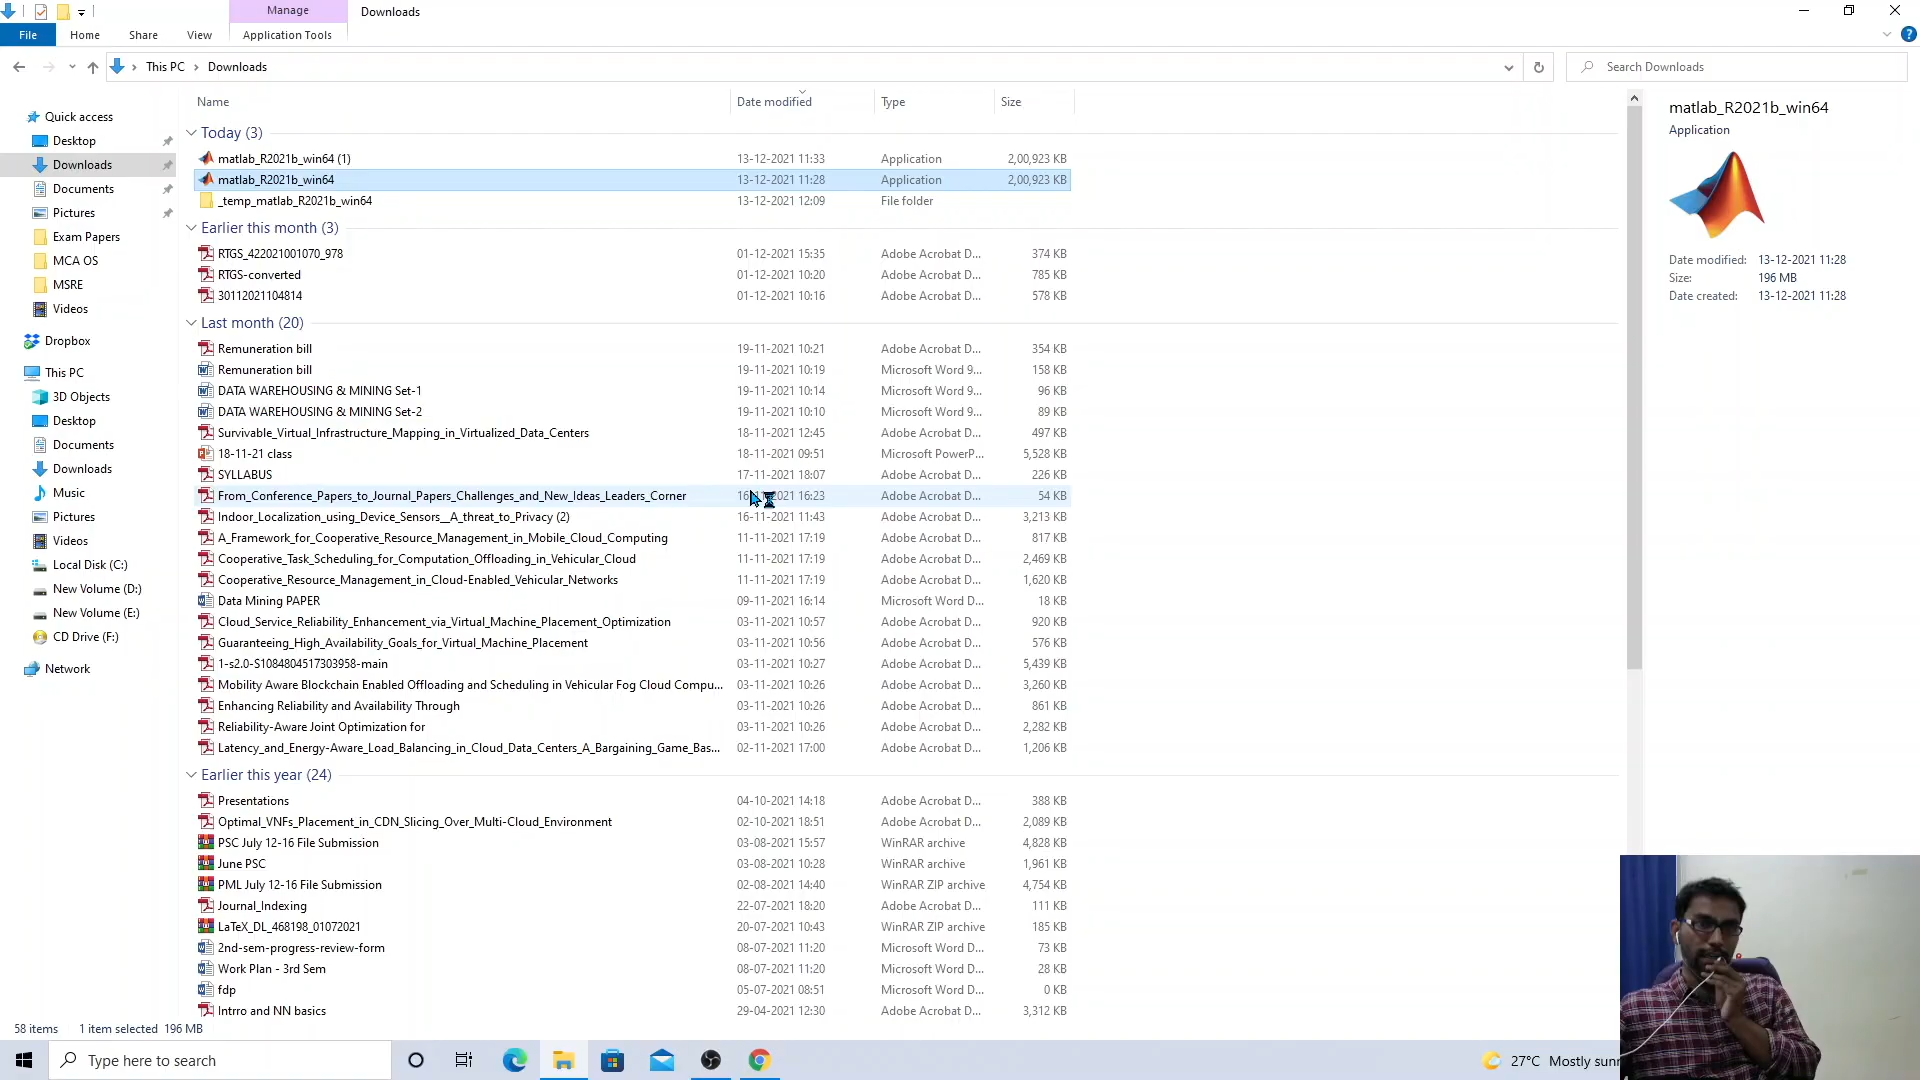 Manage
Downloads
File
Home
Share
View
Application Tools
This PC
Downloads
Search Downloads
Name
Date modified
Type
Size
Quick access
Desktop
Downloads
Documents
Pictures
Exam Papers
MCA OS
MSRE
Videos
Dropbox
This PC
3D Objects
Desktop
Documents
Downloads
Music
Pictures
Videos
Local Disk (C:)
New Volume (D:)
New Volume (E:)
CD Drive (F:)
Network
Today (3)
matlab_R2021b_win64 (1) 13-12-2021 11:33 Application 2,00,923 KB
matlab_R2021b_win64 13-12-2021 11:28 Application 2,00,923 KB
_temp_matlab_R2021b_win64 13-12-2021 12:09 File folder
Earlier this month (3)
RTGS_422021001070_978 01-12-2021 15:35 Adobe Acrobat D... 374 KB
RTGS-converted 01-12-2021 10:20 Adobe Acrobat D... 785 KB
30112021104814 01-12-2021 10:16 Adobe Acrobat D... 578 KB
Last month (20)
Remuneration bill 19-11-2021 10:21 Adobe Acrobat D... 354 KB
Remuneration bill 19-11-2021 10:19 Microsoft Word 9... 158 KB
DATA WAREHOUSING & MINING Set-1 19-11-2021 10:14 Microsoft Word 9... 96 KB
DATA WAREHOUSING & MINING Set-2 19-11-2021 10:10 Microsoft Word 9... 89 KB
Survivable_Virtual_Infrastructure_Mapping_in_Virtualized_Data_Centers 18-11-2021 12:45 Adobe Acrobat D... 497 KB
18-11-21 class 18-11-2021 09:51 Microsoft PowerP... 5,528 KB
SYLLABUS 17-11-2021 18:07 Adobe Acrobat D... 226 KB
From_Conference_Papers_to_Journal_Papers_Challenges_and_New_Ideas_Leaders_Corner 16:23 Adobe Acrobat D... 54 KB
Indoor_Localization_using_Device_Sensors__A_threat_to_Privacy (2) 16-11-2021 11:43 Adobe Acrobat D... 3,213 KB
A_Framework_for_Cooperative_Resource_Management_in_Mobile_Cloud_Computing 11-11-2021 17:19 Adobe Acrobat D... 817 KB
Cooperative_Task_Scheduling_for_Computation_Offloading_in_Vehicular_Cloud 11-11-2021 17:19 Adobe Acrobat D... 2,469 KB
Cooperative_Resource_Management_in_Cloud-Enabled_Vehicular_Networks 11-11-2021 17:19 Adobe Acrobat D... 1,620 KB
Data Mining PAPER 09-11-2021 16:14 Microsoft Word D... 18 KB
Cloud_Service_Reliability_Enhancement_via_Virtual_Machine_Placement_Optimization 03-11-2021 10:57 Adobe Acrobat D... 920 KB
Guaranteeing_High_Availability_Goals_for_Virtual_Machine_Placement 03-11-2021 10:56 Adobe Acrobat D... 576 KB
1-s2.0-S1084804517303958-main 03-11-2021 10:27 Adobe Acrobat D... 5,439 KB
Mobility Aware Blockchain Enabled Offloading and Scheduling in Vehicular Fog Cloud Compu... 03-11-2021 10:26 Adobe Acrobat D... 3,260 KB
Enhancing Reliability and Availability Through 03-11-2021 10:26 Adobe Acrobat D... 861 KB
Reliability-Aware Joint Optimization for 03-11-2021 10:26 Adobe Acrobat D... 2,282 KB
Latency_and_Energy-Aware_Load_Balancing_in_Cloud_Data_Centers_A_Bargaining_Game_Bas... 02-11-2021 17:00 Adobe Acrobat D... 1,206 KB
Earlier this year (24)
Presentations 04-10-2021 14:18 Adobe Acrobat D... 388 KB
Optimal_VNFs_Placement_in_CDN_Slicing_Over_Multi-Cloud_Environment 02-10-2021 18:51 Adobe Acrobat D... 2,089 KB
PSC July 12-16 File Submission 03-08-2021 15:57 WinRAR archive 4,828 KB
June PSC 03-08-2021 10:28 WinRAR archive 1,961 KB
PML July 12-16 File Submission 02-08-2021 14:40 WinRAR ZIP archive 4,754 KB
Journal_Indexing 22-07-2021 18:20 Adobe Acrobat D... 111 KB
LaTeX_DL_468198_01072021 20-07-2021 10:43 WinRAR ZIP archive 185 KB
2nd-sem-progress-review-form 08-07-2021 11:20 Microsoft Word D... 73 KB
Work Plan - 3rd Sem 08-07-2021 11:20 Microsoft Word D... 28 KB
fdp 05-07-2021 08:51 Microsoft Word D... 0 KB
Intrro and NN basics 29-04-2021 12:30 Adobe Acrobat D... 3,312 KB
matlab_R2021b_win64
Application
Date modified: 13-12-2021 11:28
Size: 196 MB
Date created: 13-12-2021 11:28
58 items 1 item selected 196 MB
Type here to search
27°C Mostly sunn